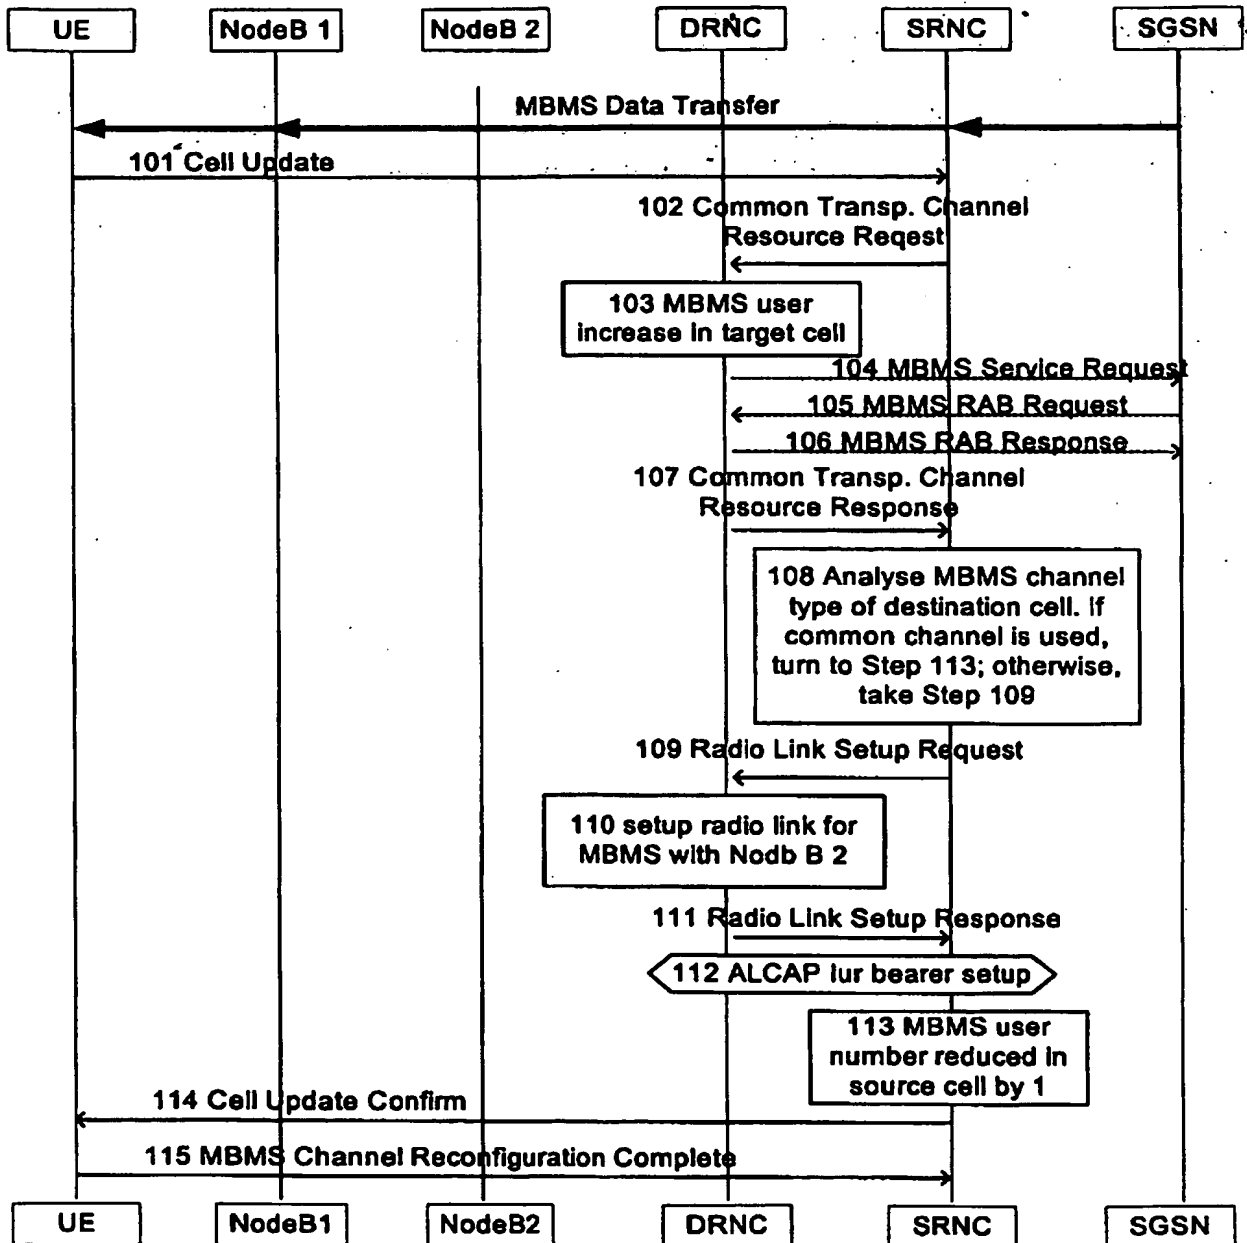 UE NodeB 1 NodeB 2 DRNC SRNC SGSN
MBMS Data Transfer
101 Cell Update
102 Common Transp. Channel
Resource Reqest
103 MBMS user
increase in target cell
104 MBMS Service Request
105 MBMS RAB Request
106 MBMS RAB Response
107 Common Transp. Channel
Resource Response
108 Analyse MBMS channel
type of destination cell. If
common channel is used,
turn to Step 113; otherwise,
take Step 109
109 Radio Link Setup Request
110 setup radio link for
MBMS with Nodb B 2
111 Radio Link Setup Response
112 ALCAP Iur bearer setup
113 MBMS user
number reduced in
source cell by 1
114 Cell Update Confirm
115 MBMS Channel Reconfiguration Complete
UE NodeB1 NodeB2 DRNC SRNC SGSN